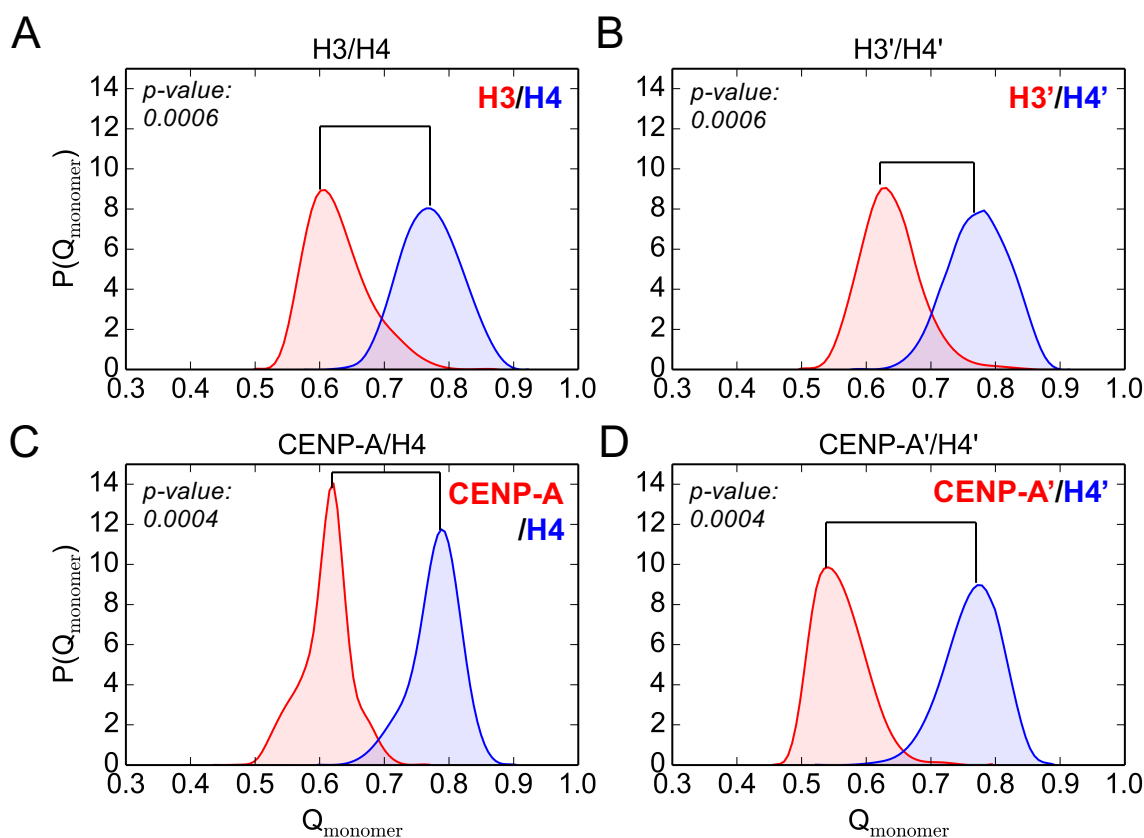 A
H3/H4
p-value:
0.0006
H3/H4
P(Q_monomer)
14
12
10
8
6
4
2
0
0.3 0.4 0.5 0.6 0.7 0.8 0.9 1.0
B
H3'/H4'
p-value:
0.0006
H3’/H4’
14
12
10
8
6
4
2
0
0.3 0.4 0.5 0.6 0.7 0.8 0.9 1.0
C
CENP-A/H4
p-value:
0.0004
CENP-A
/H4
P(Q_monomer)
14
12
10
8
6
4
2
0
0.3 0.4 0.5 0.6 0.7 0.8 0.9 1.0
Q_monomer
D
CENP-A'/H4'
p-value:
0.0004
CENP-A’/H4’
14
12
10
8
6
4
2
0
0.3 0.4 0.5 0.6 0.7 0.8 0.9 1.0
Q_monomer